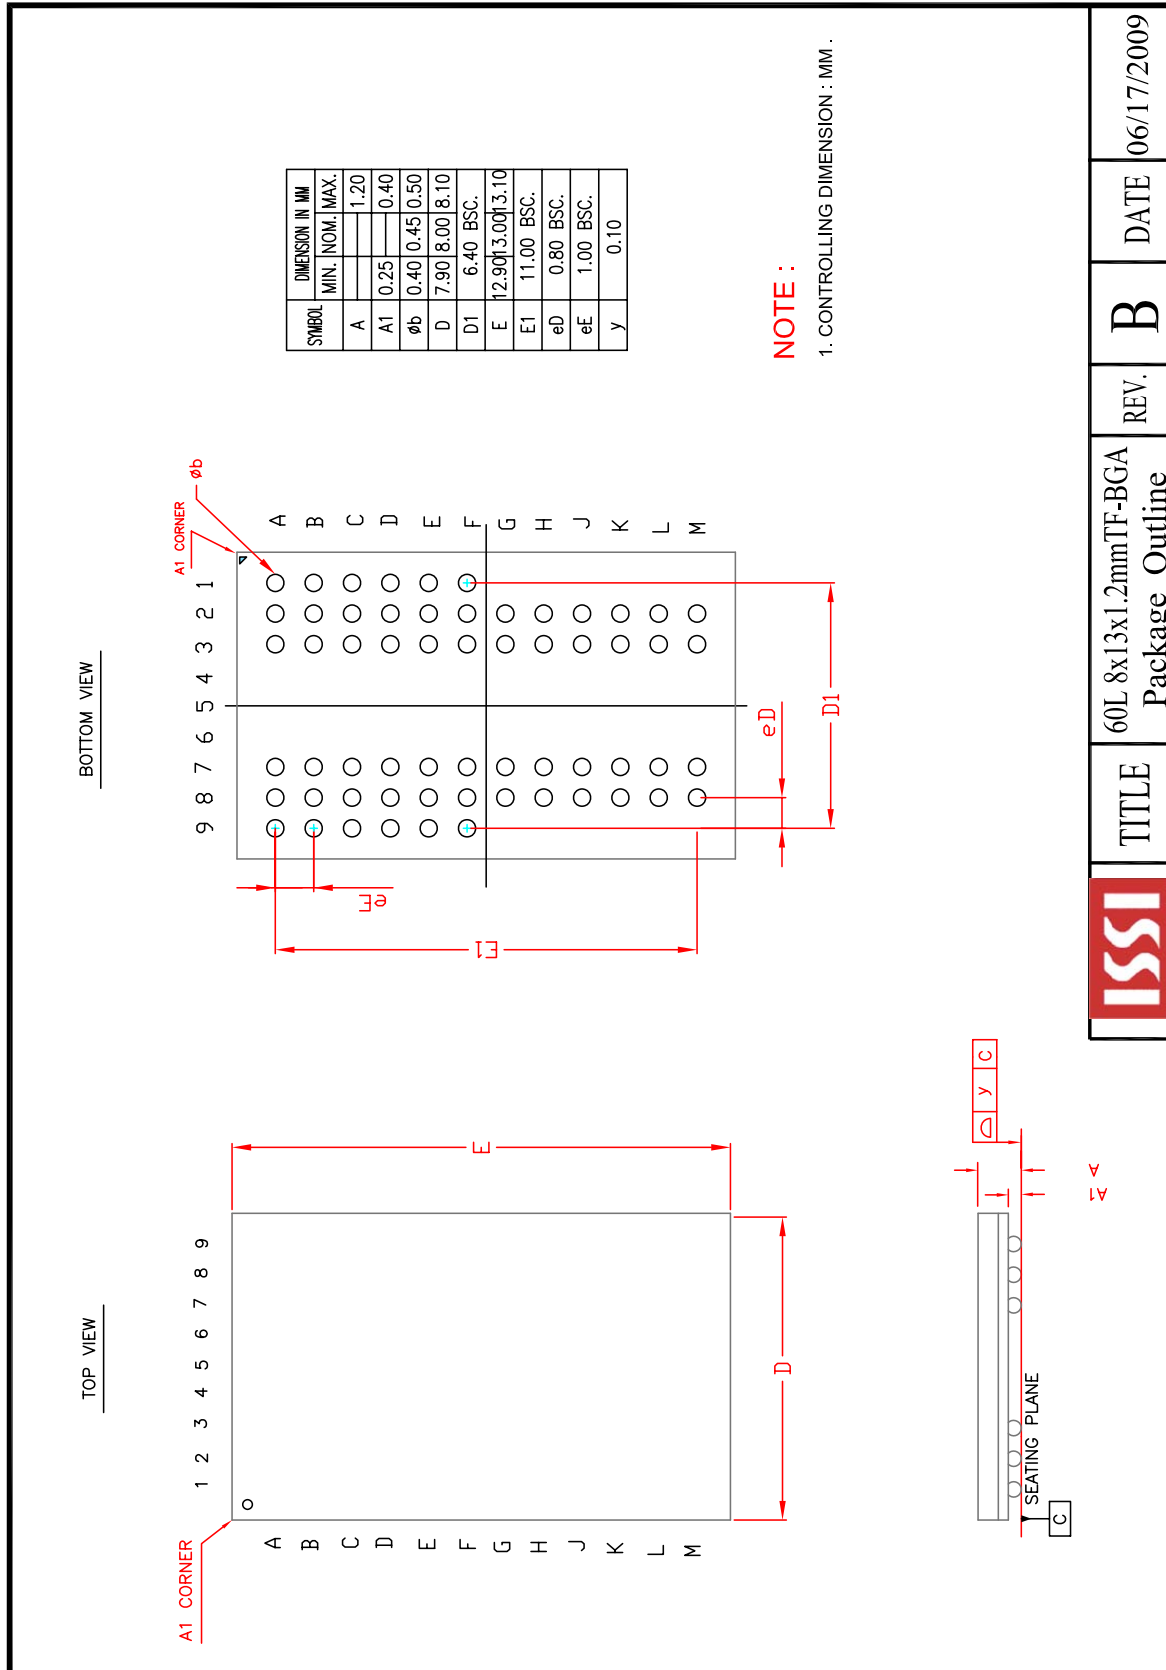 TOP VIEW
BOTTOM VIEW
A1 CORNER
1 2 3 4 5 6 7 8 9
A
B
C
D
E
F
G
H
J
K
L
M
E
D
9 8 7 6 5 4 3 2 1
A1 CORNER
øb
A
B
C
D
E
F
G
H
J
K
L
M
eE
E1
eD
D1
SYMBOL DIMENSION IN MM
MIN. NOM. MAX.
A 1.20
A1 0.25 0.40
øb 0.40 0.45 0.50
D 7.90 8.00 8.10
D1 6.40 BSC.
E 12.90 13.00 13.10
E1 11.00 BSC.
eD 0.80 BSC.
eE 1.00 BSC.
y 0.10
NOTE :
1. CONTROLLING DIMENSION : MM .
y C
A
A1
SEATING PLANE
C
ISSI
TITLE
60L 8x13x1.2mmTF-BGA
Package Outline
REV.
B
DATE
06/17/2009